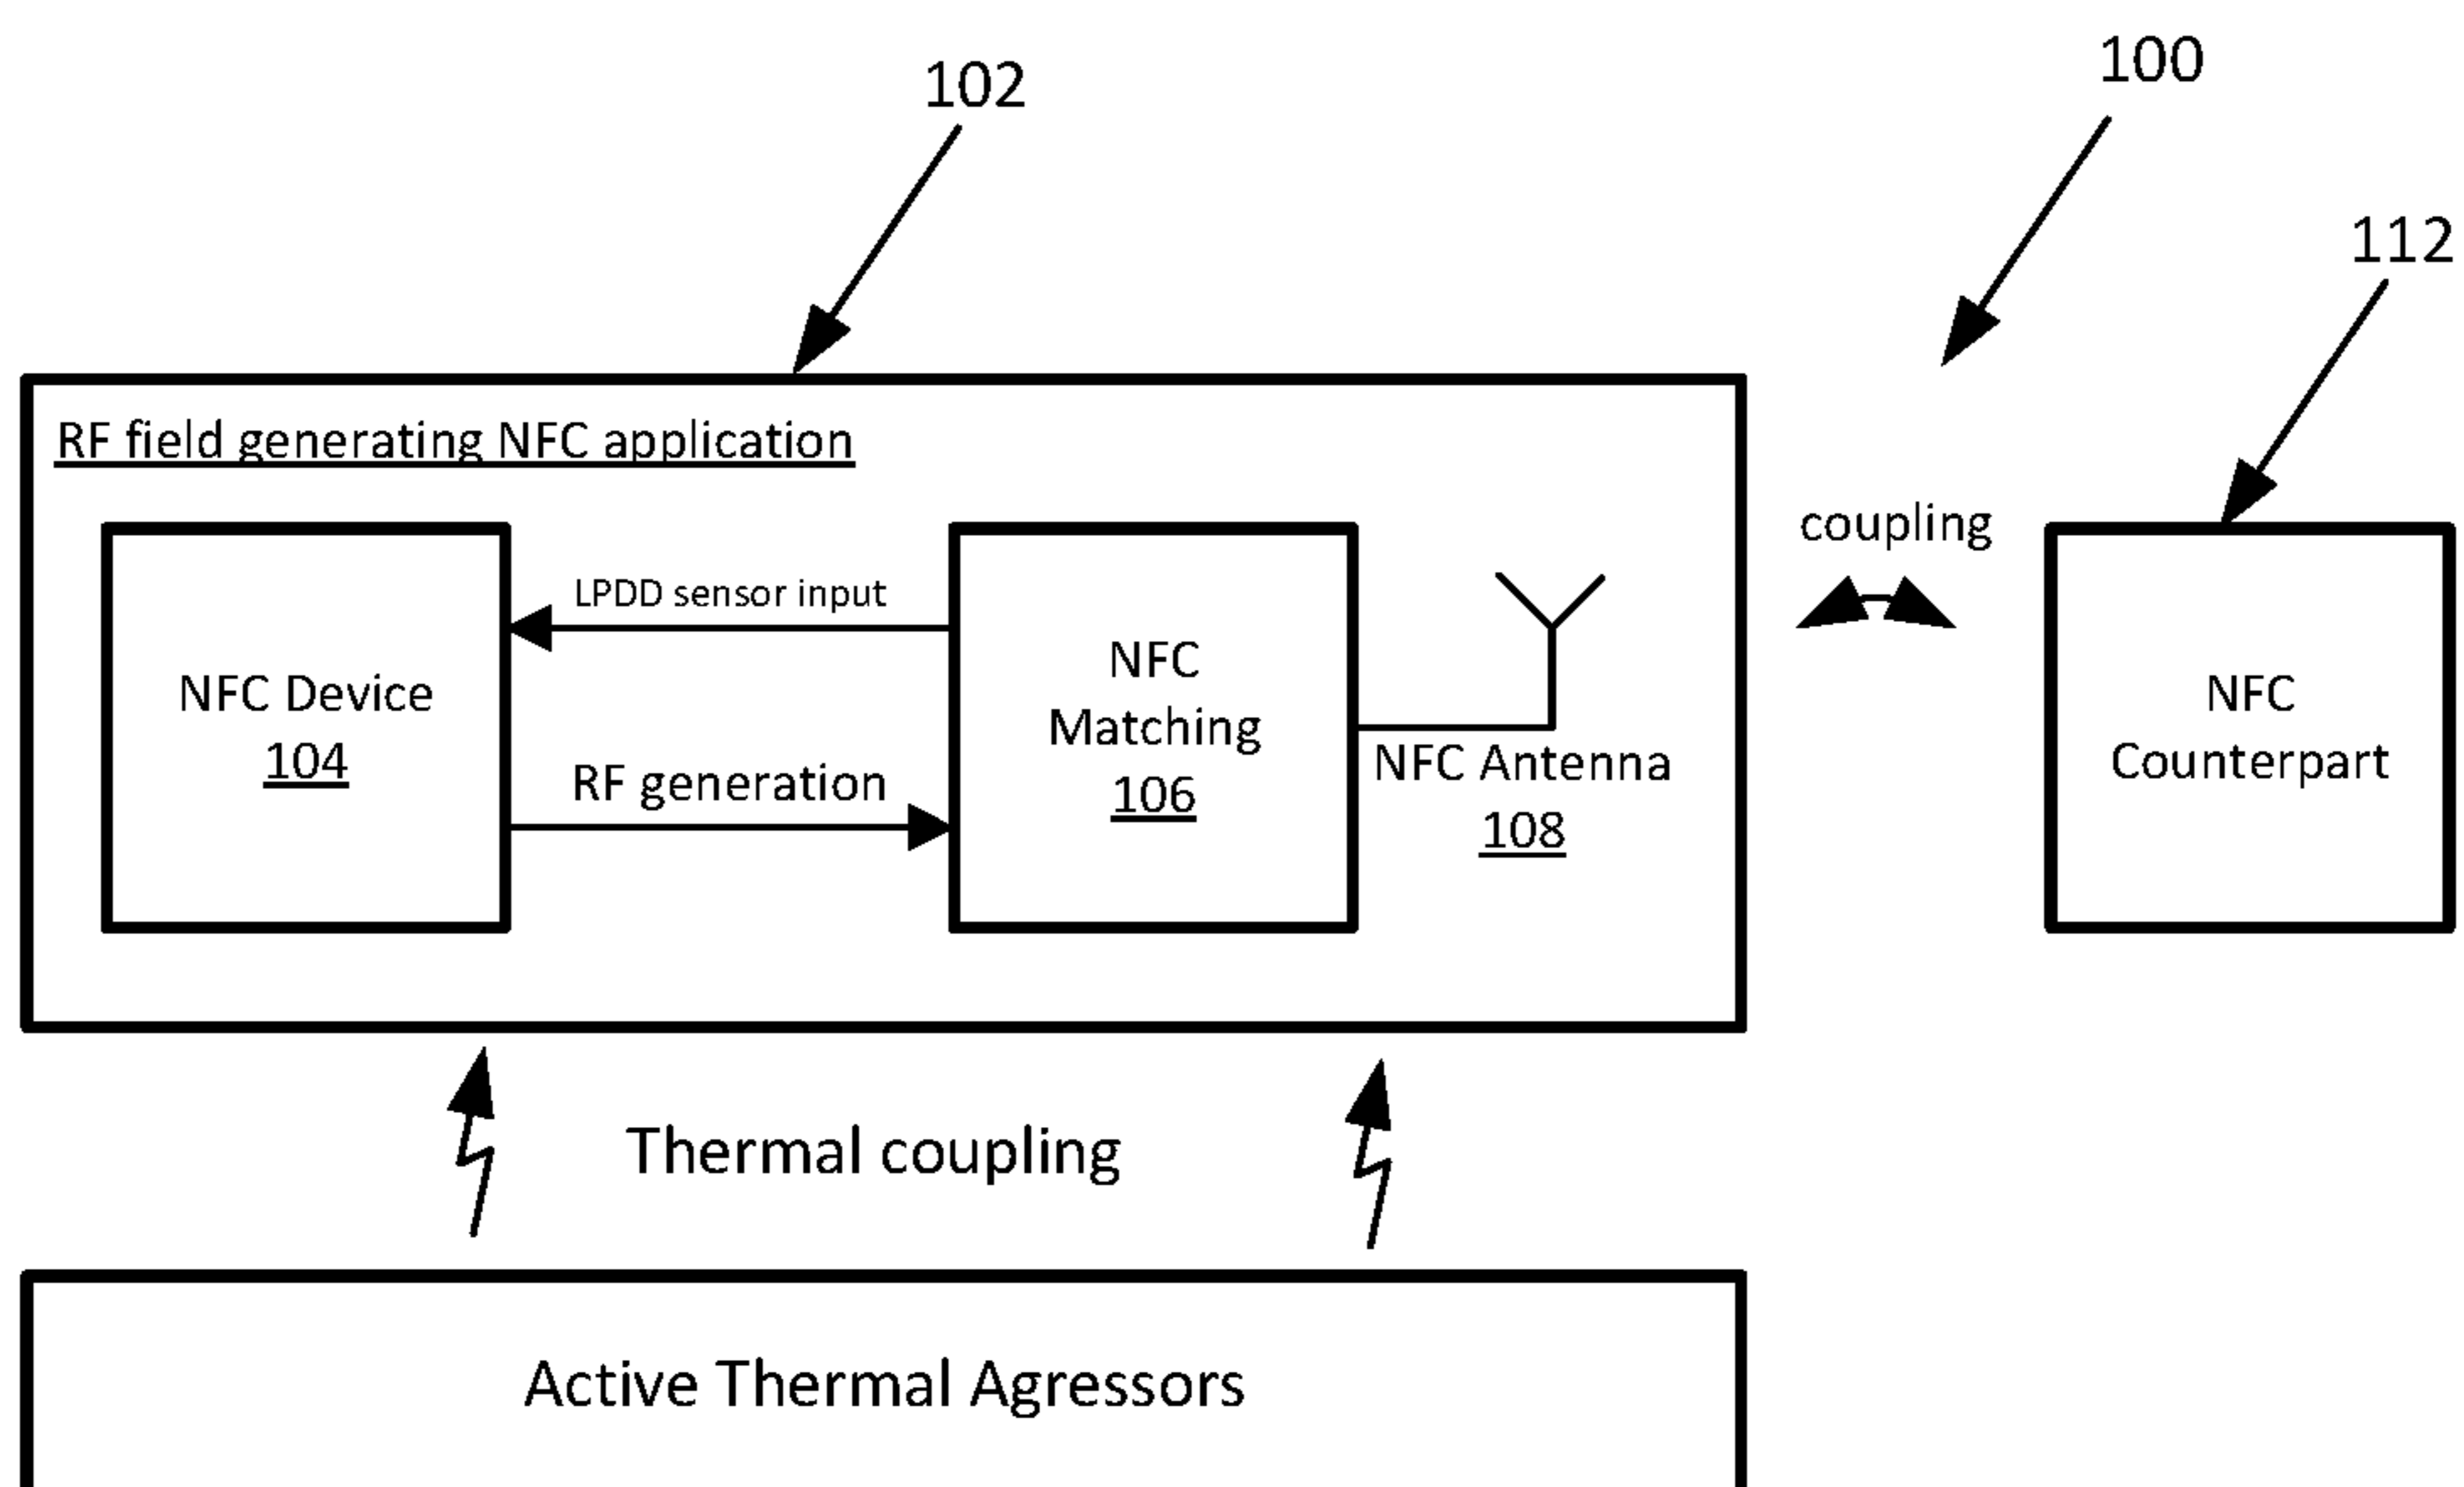 102
100
112
RF field generating NFC application
coupling
LPDD sensor input
NFC Device
104
RF generation
NFC
Matching
106
NFC Antenna
108
NFC
Counterpart
Thermal coupling
Active Thermal Agressors